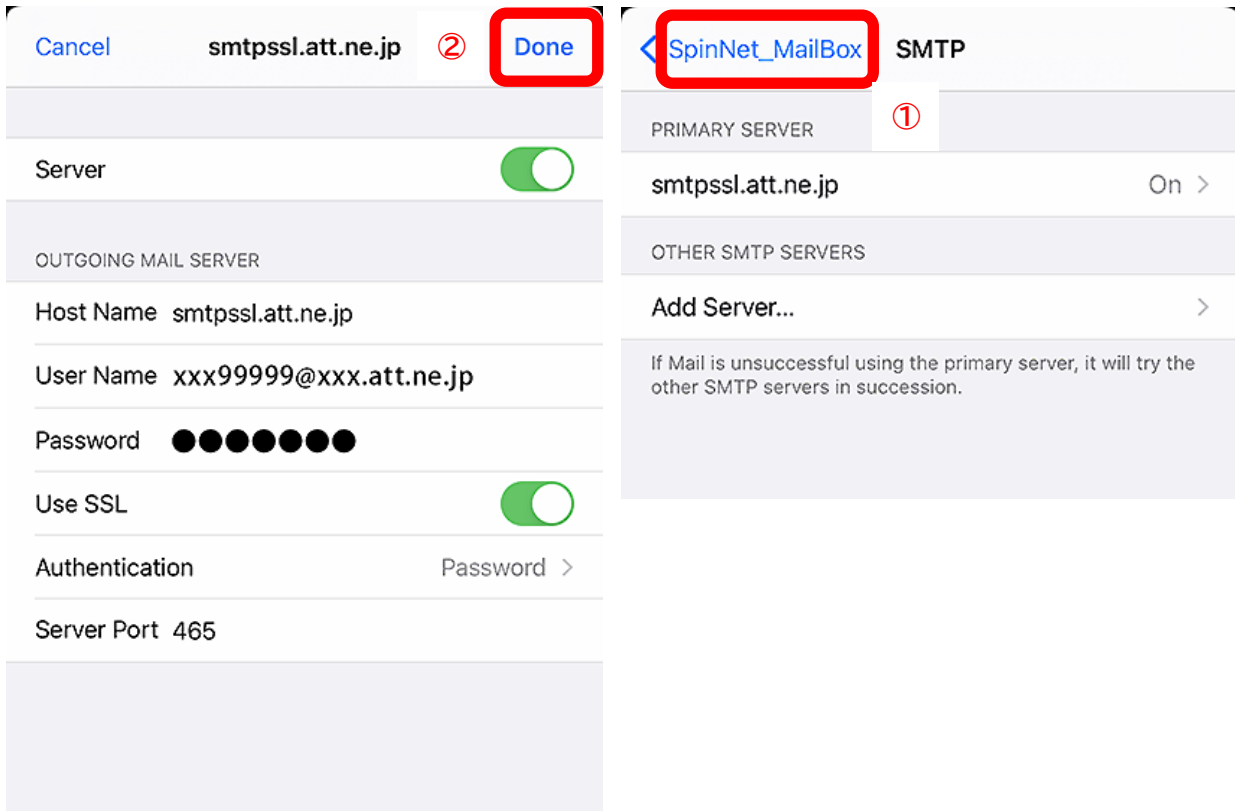 Cancel smtpssl.att.ne.jp ② Done
Server
OUTGOING MAIL SERVER
Host Name smtpssl.att.ne.jp
User Name xxx99999@xxx.att.ne.jp
Password ●●●●●●●
Use SSL
Authentication Password >
Server Port 465
SpinNet_MailBox SMTP
①
PRIMARY SERVER
smtpssl.att.ne.jp On >
OTHER SMTP SERVERS
Add Server... >
If Mail is unsuccessful using the primary server, it will try the
other SMTP servers in succession.